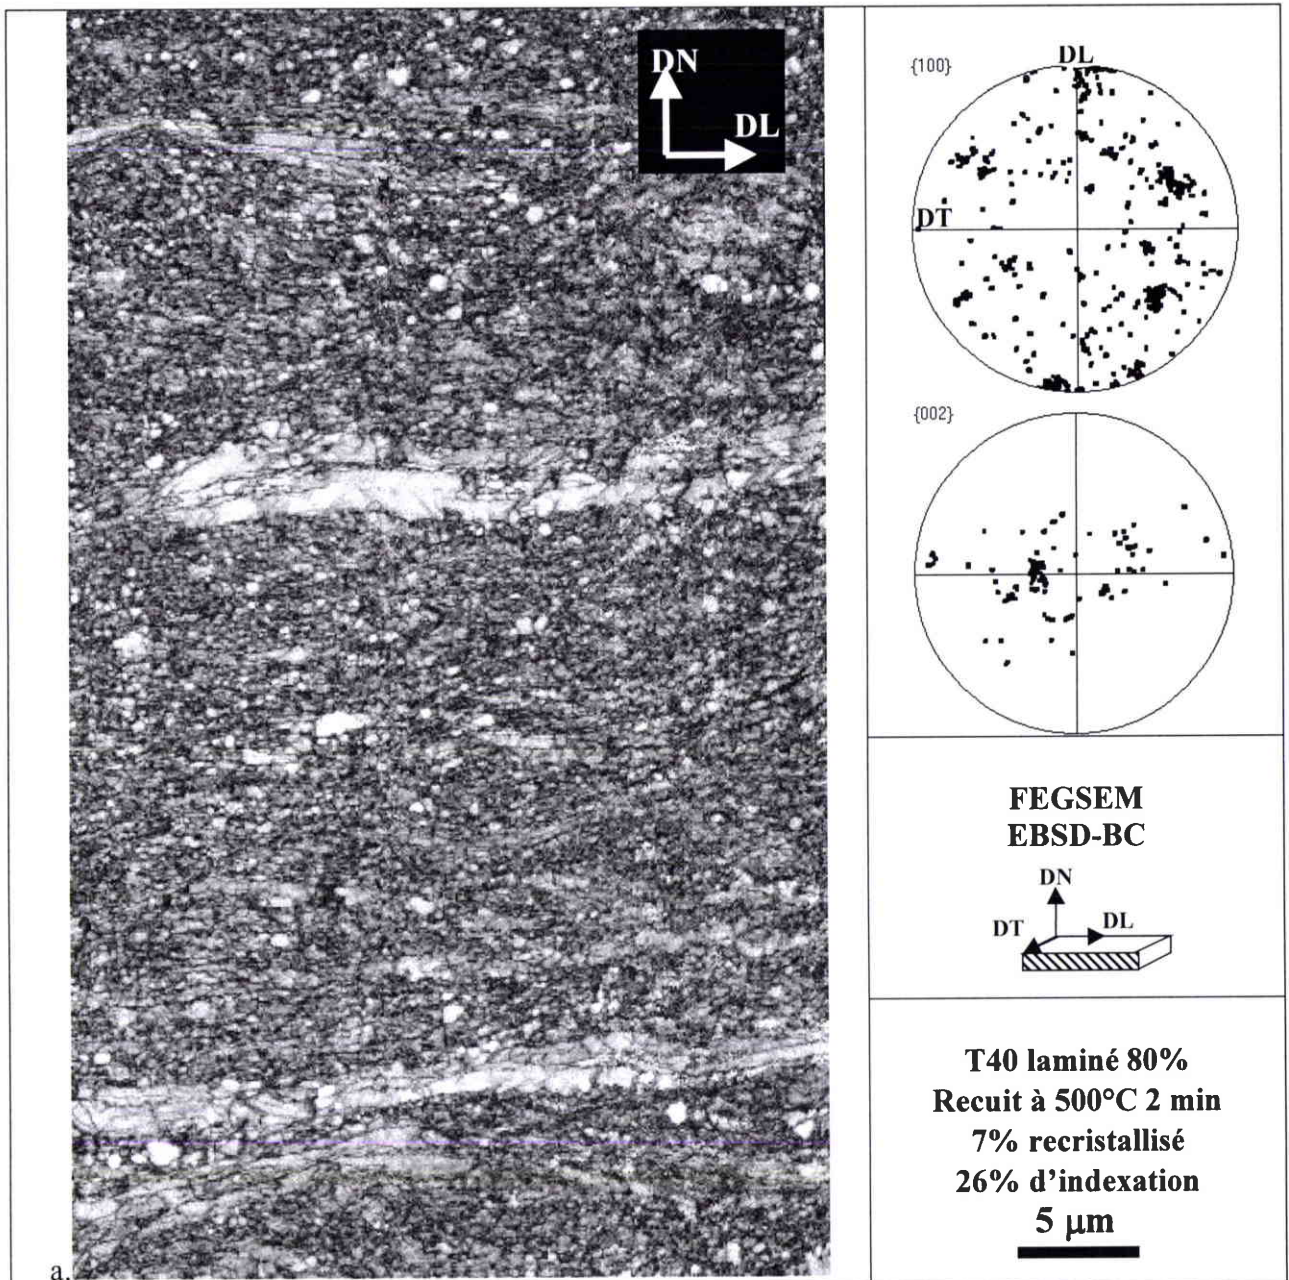 DN
DL
{100}
DL
DT
{002}
FEGSEM
EBSD-BC
DN
DT
DL
T40 laminé 80%
Recuit à 500°C 2 min
7% recristallisé
26% d'indexation
5 µm
a.